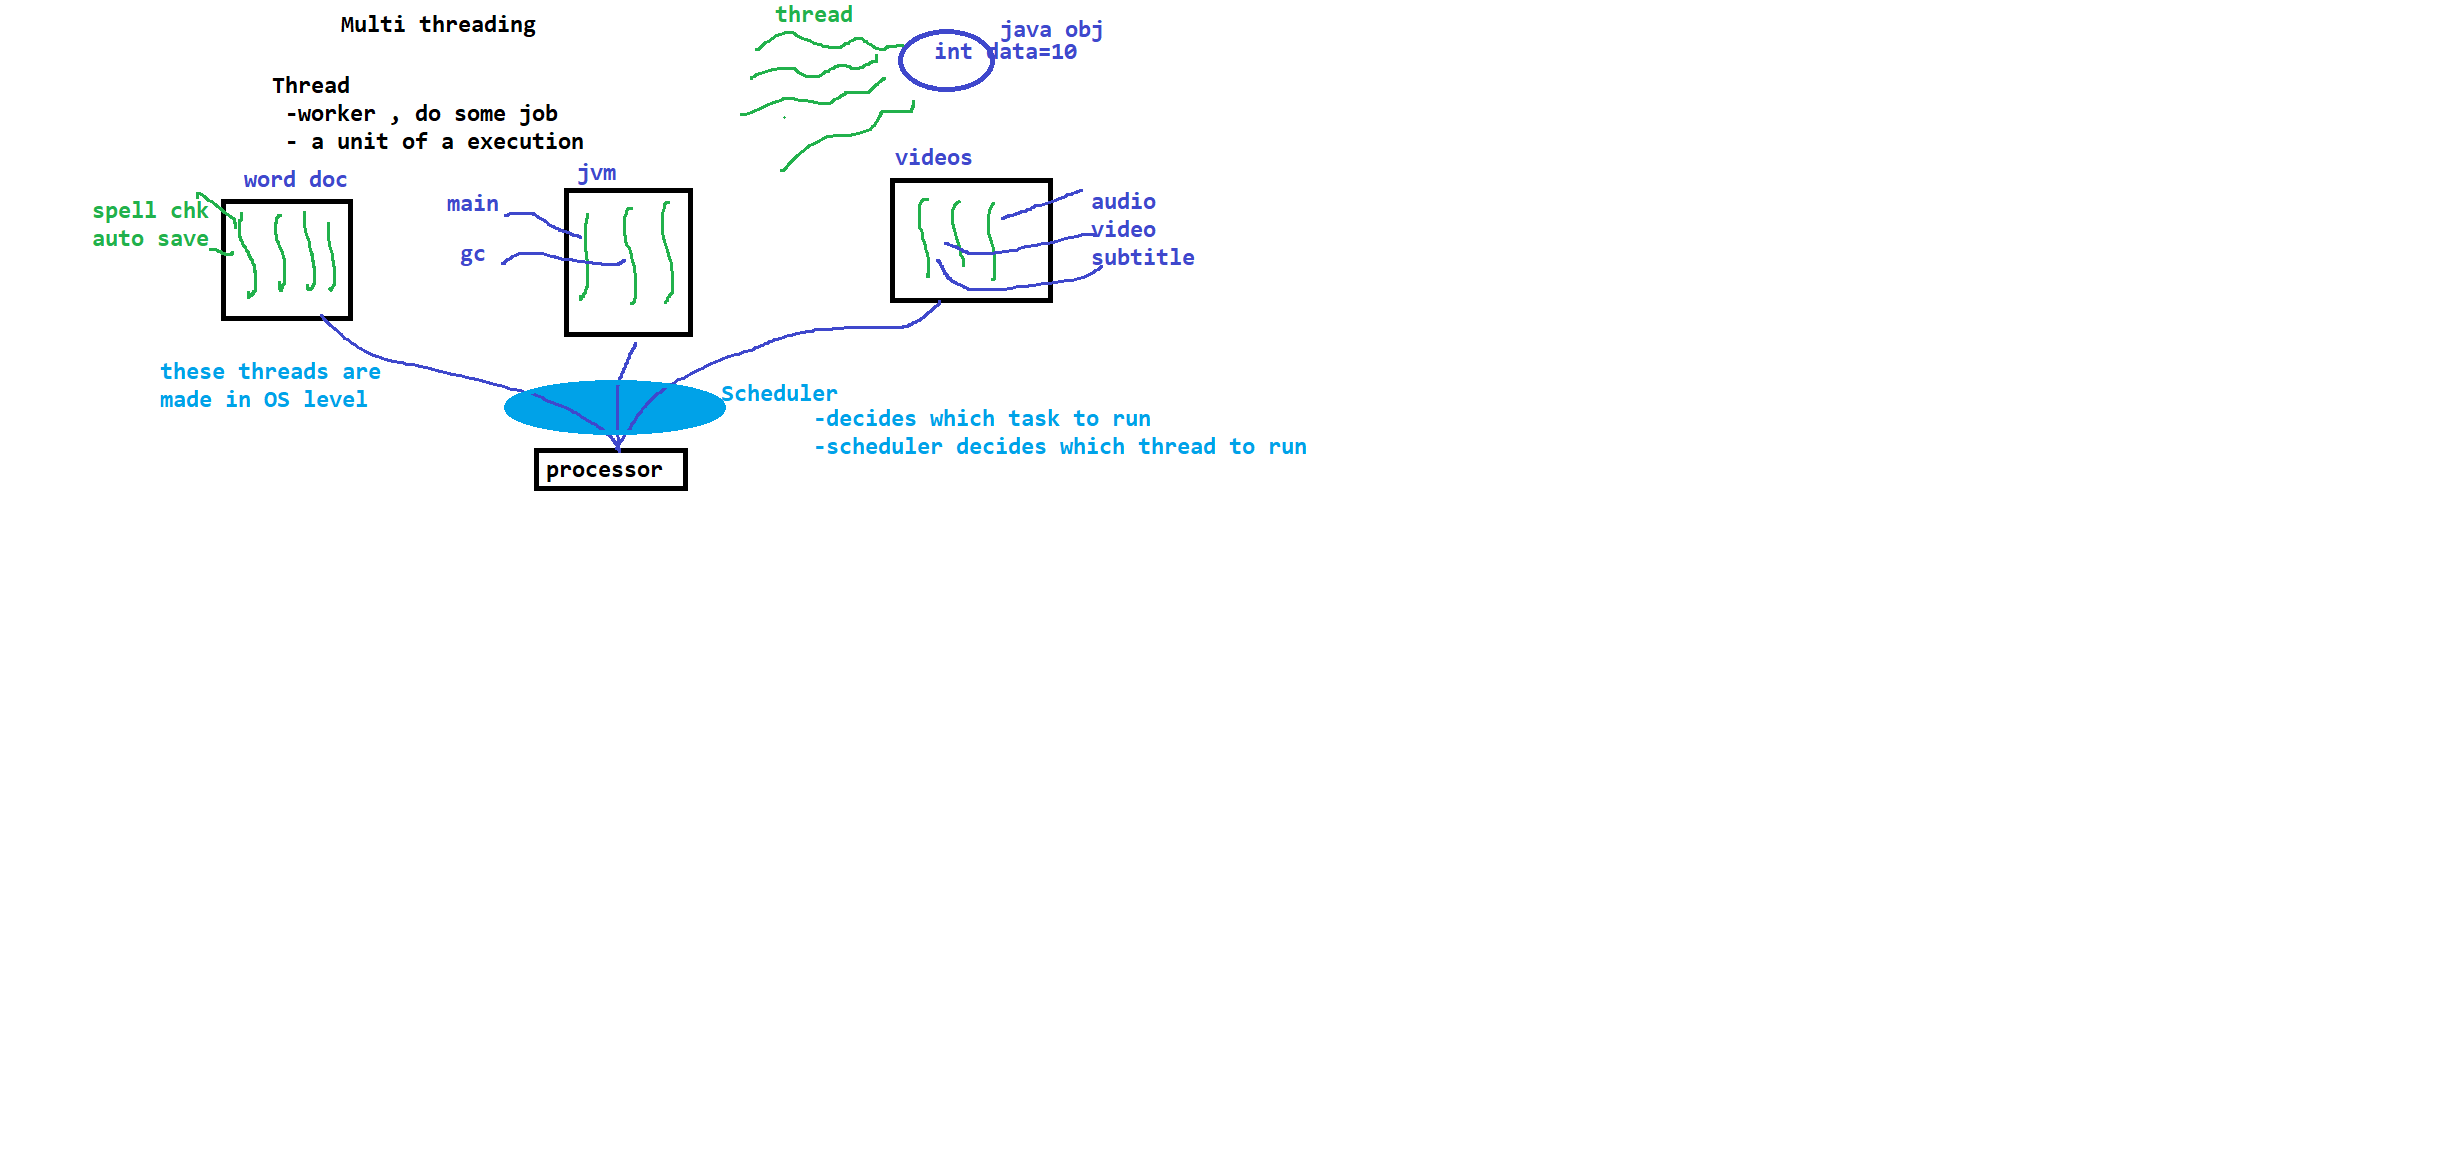 Multi threading
thread
java obj
int data=10
Thread
-worker , do some job
- a unit of a execution
word doc
spell chk
auto save
jvm
main
gc
videos
audio
video
subtitle
these threads are
made in OS level
Scheduler
-decides which task to run
-scheduler decides which thread to run
processor